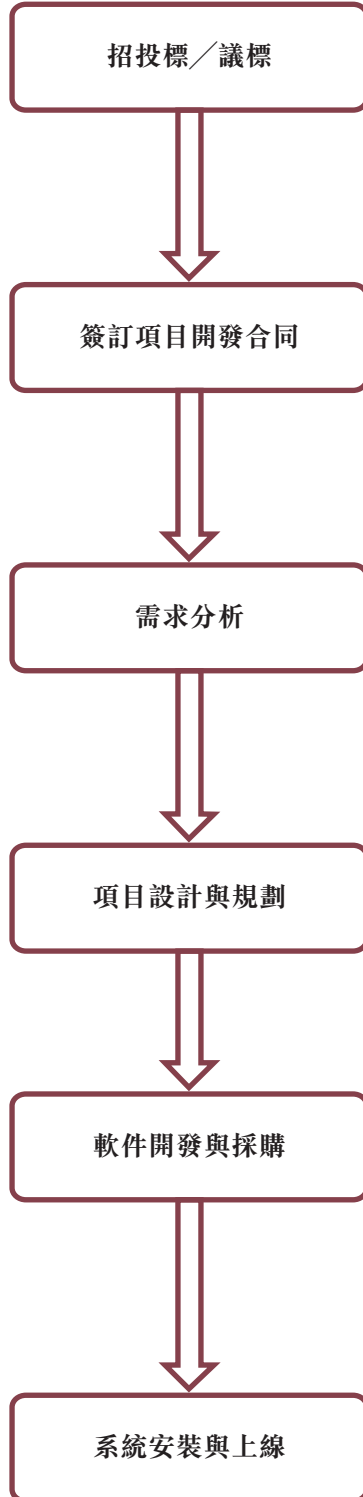 招投標╱議標
簽訂項目開發合同
需求分析
項目設計與規劃
軟件開發與採購
系統安裝與上線